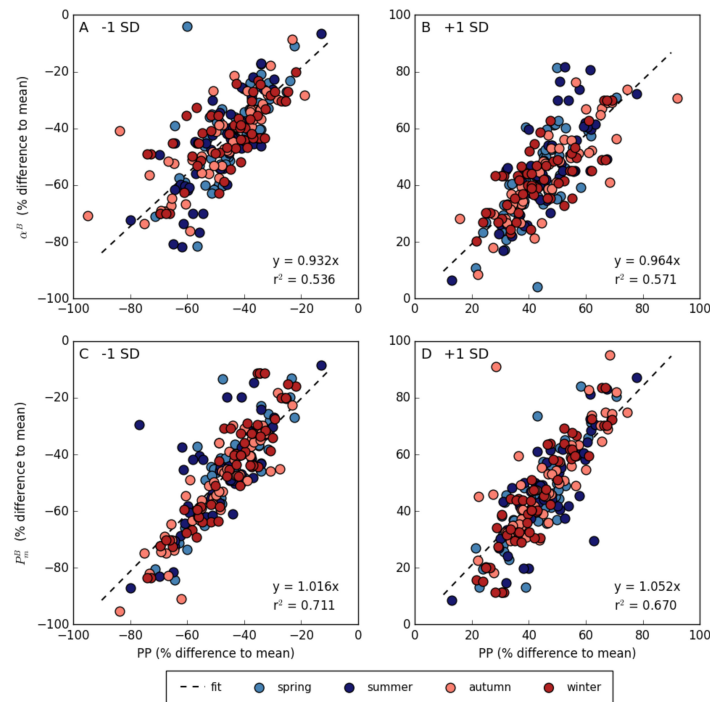 A -1 SD
B +1 SD
0
−20
−40
−60
−80
−100
100
80
60
40
20
0
α^B (% difference to mean)
y = 0.932x
r² = 0.536
y = 0.964x
r² = 0.571
−100 −80 −60 −40 −20 0
0 20 40 60 80 100
C -1 SD
D +1 SD
0
−20
−40
−60
−80
−100
100
80
60
40
20
0
P_m^B (% difference to mean)
y = 1.016x
r² = 0.711
y = 1.052x
r² = 0.670
−100 −80 −60 −40 −20 0
0 20 40 60 80 100
PP (% difference to mean)
PP (% difference to mean)
fit spring summer autumn winter